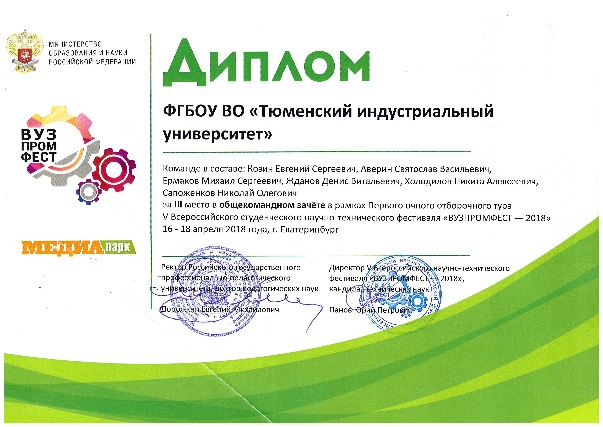 МИНИСТЕРСТВО
ОБРАЗОВАНИЯ И НАУКИ
РОССИЙСКОЙ ФЕДЕРАЦИИ
ДИПЛОМ
ФГБОУ ВО «Тюменский индустриальный
университет»
ВУЗ
ПРОМ
ФЕСТ
Команде в составе: Козин Евгений Сергеевич, Аверин Святослав Васильевич,
Ермаков Михаил Сергеевич, Жданов Денис Витальевич, Холодилов Никита Алексеевич,
Сапоженков Николай Олегович
за III место в общекомандном зачёте в рамках Первого очного отборочного тура
V Всероссийского студенческого научно-технического фестиваля «ВУЗПРОМФЕСТ — 2018»
16 - 18 апреля 2018 года, г. Екатеринбург
МЕДИА парк
Ректор Российского государственного
профессионально-педагогического
университета, доктор педагогических наук
Дорожкин Евгений Михайлович
Директор V Всероссийского научно-технического
фестиваля «ВУЗПРОМФЕСТ — 2018»,
кандидат технических наук
Панов Юрий Петрович